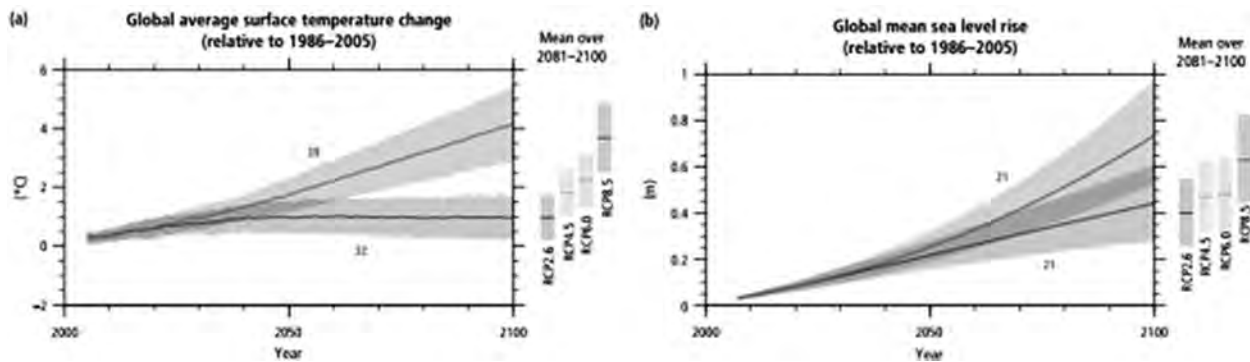 (a)
Global average surface temperature change
(relative to 1986–2005)
Mean over
2081–2100
6
4
2
0
−2
(°C)
39
32
2000
2050
2100
Year
RCP2.6
RCP4.5
RCP6.0
RCP8.5
(b)
Global mean sea level rise
(relative to 1986–2005)
Mean over
2081–2100
1
0.8
0.6
0.4
0.2
0
(m)
21
21
2000
2050
2100
Year
RCP2.6
RCP4.5
RCP6.0
RCP8.5